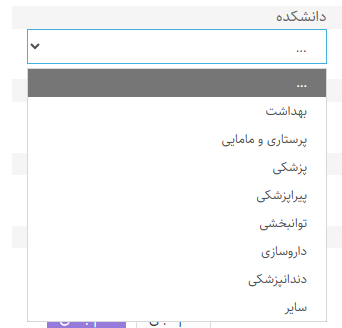 دانشکده
...
...
بهداشت
پرستاری و مامایی
پزشکی
پیراپزشکی
توانبخشی
داروسازی
دندانپزشکی
سایر